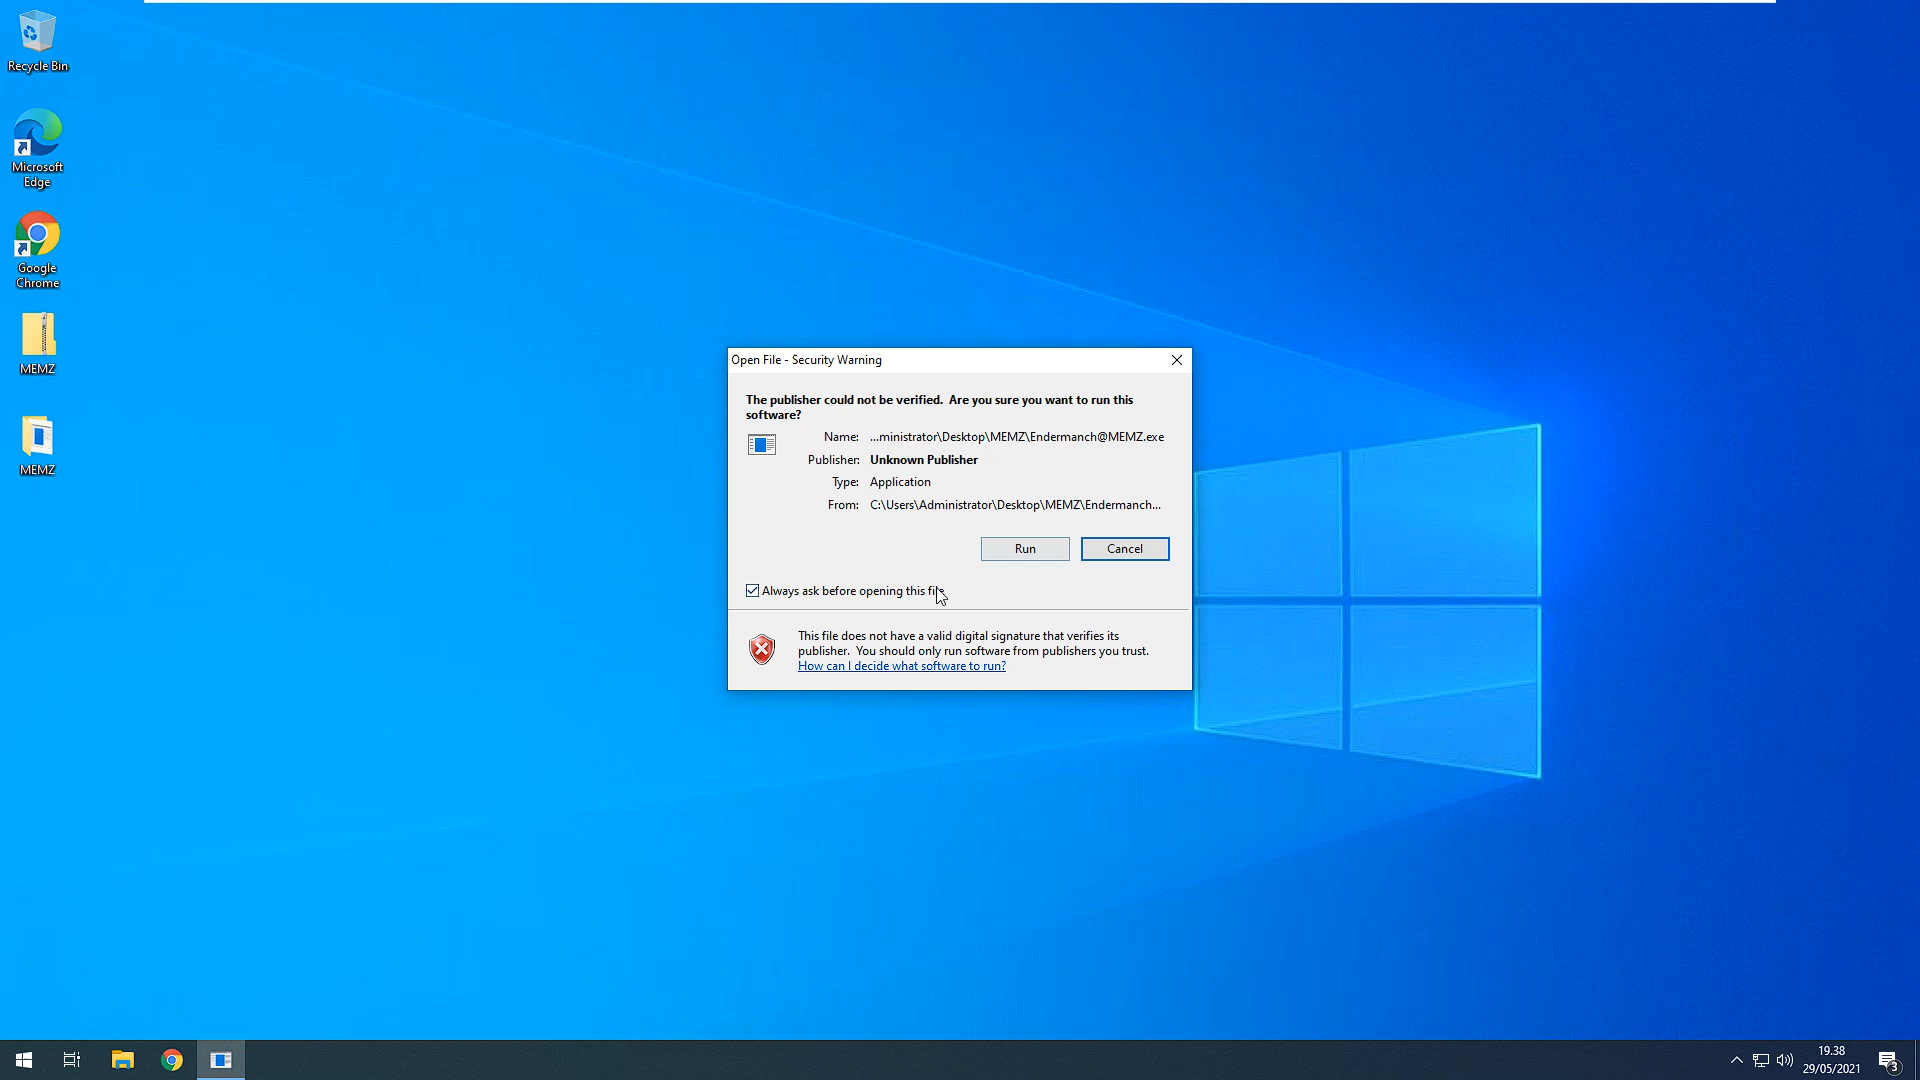 Recycle Bin
Microsoft
Edge
Google
Chrome
MEMZ
MEMZ
Open File - Security Warning
The publisher could not be verified.  Are you sure you want to run this
software?
Name: ...ministrator\Desktop\MEMZ\Endermanch@MEMZ.exe
Publisher: Unknown Publisher
Type: Application
From: C:\Users\Administrator\Desktop\MEMZ\Endermanch...
Run
Cancel
Always ask before opening this file
This file does not have a valid digital signature that verifies its
publisher.  You should only run software from publishers you trust.
How can I decide what software to run?
19.38
29/05/2021
3